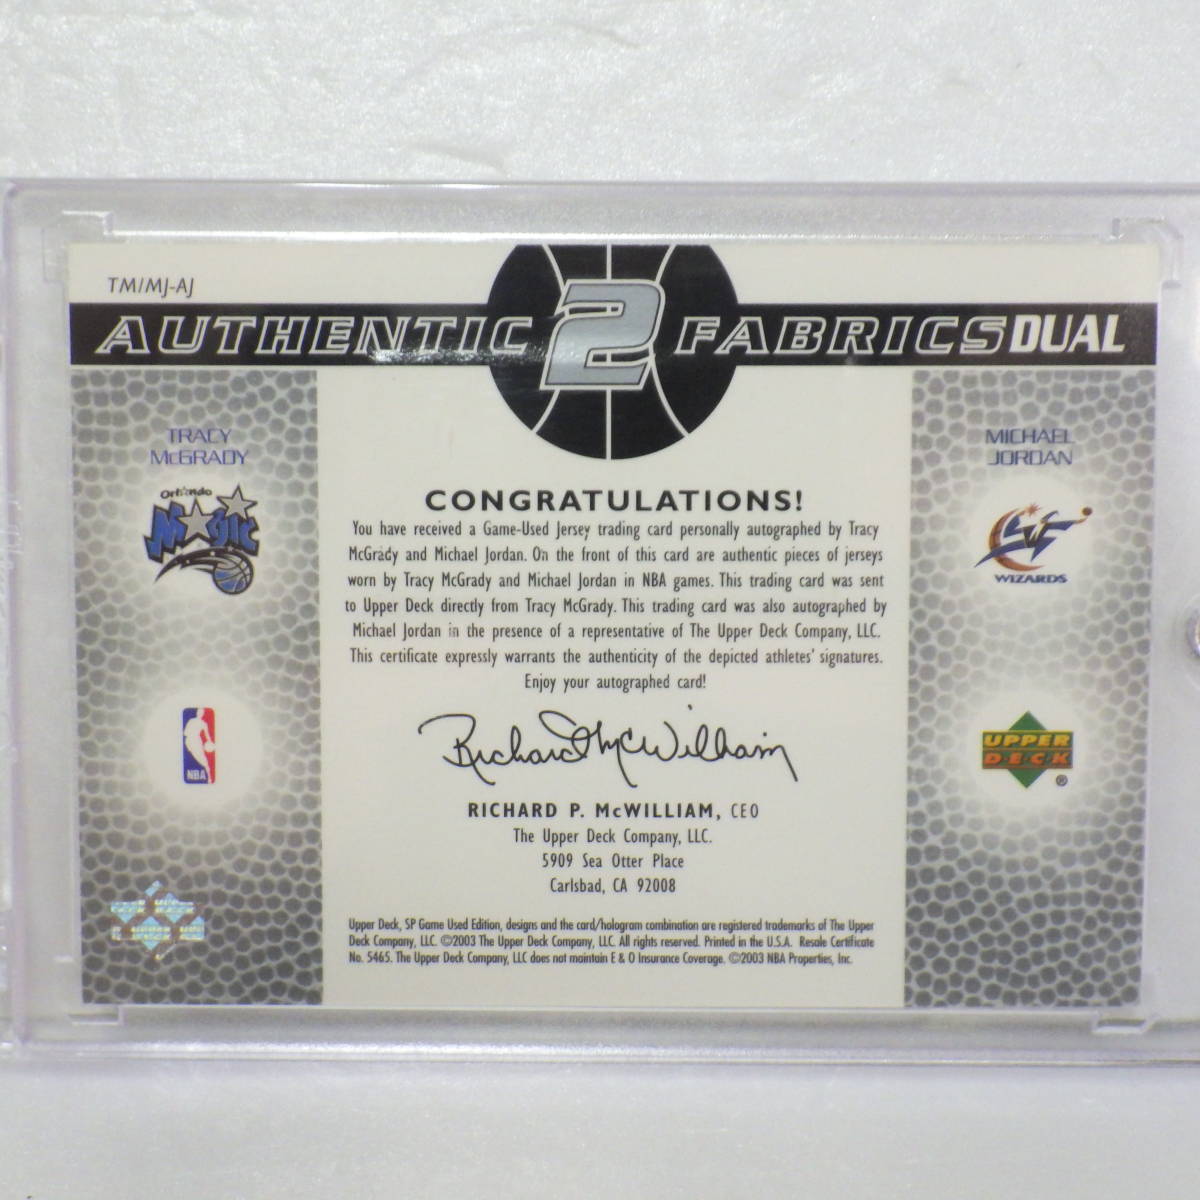 TM/MJ-AJ
AUTHENTIC 2 FABRICS DUAL
TRACY
McGRADY
Orlando
MAGIC
MICHAEL
JORDAN
WIZARDS
CONGRATULATIONS!
You have received a Game-Used Jersey trading card personally autographed by Tracy
McGrady and Michael Jordan. On the front of this card are authentic pieces of jerseys
worn by Tracy McGrady and Michael Jordan in NBA games. This trading card was sent
to Upper Deck directly from Tracy McGrady. This trading card was also autographed by
Michael Jordan in the presence of a representative of The Upper Deck Company, LLC.
This certificate expressly warrants the authenticity of the depicted athletes' signatures.
Enjoy your autographed card!
NBA
UPPER
DECK ®
Richard McWilliam
RICHARD P. McWILLIAM, CEO
The Upper Deck Company, LLC.
5909 Sea Otter Place
Carlsbad, CA 92008
Upper Deck, SP Game Used Edition, designs and the card/hologram combination are registered trademarks of The Upper
Deck Company, LLC. ©2003 The Upper Deck Company, LLC. All rights reserved. Printed in the U.S.A. Resale Certificate
No. 5465. The Upper Deck Company, LLC does not maintain E & O Insurance Coverage. ©2003 NBA Properties, Inc.